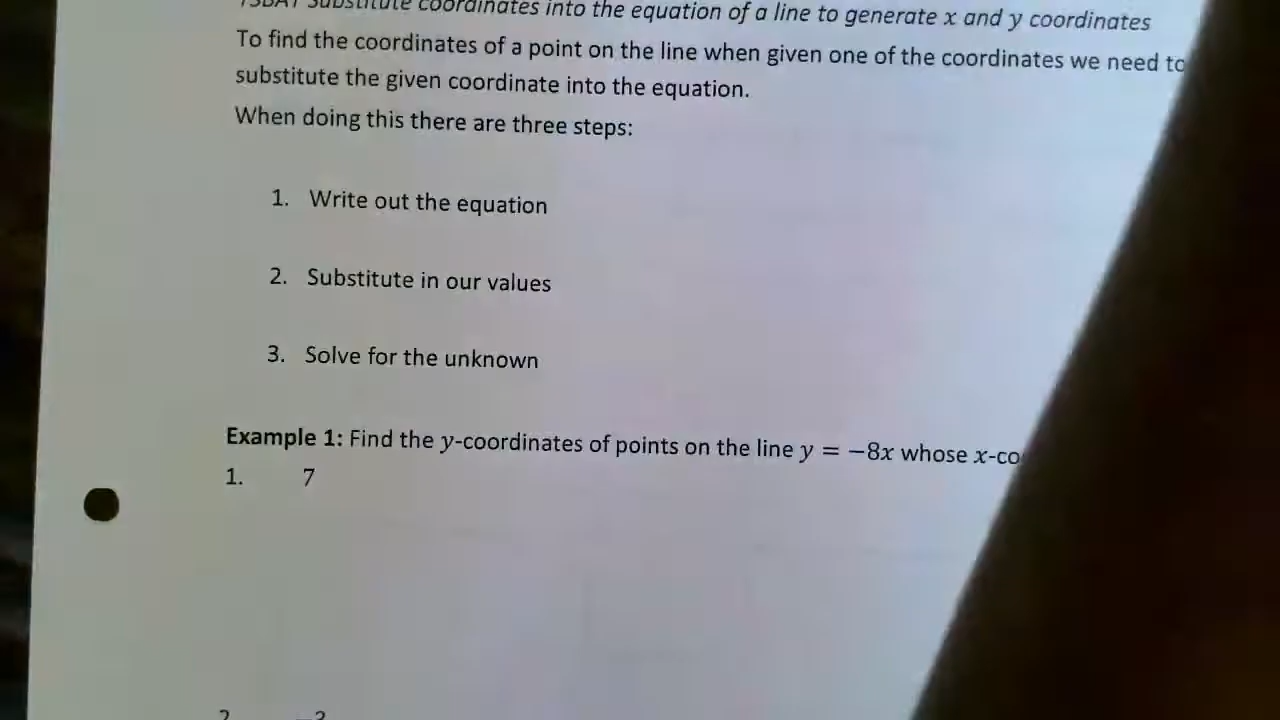 Substitute coordinates into the equation of a line to generate x and y coordinates
To find the coordinates of a point on the line when given one of the coordinates we need to
substitute the given coordinate into the equation.
When doing this there are three steps:
1. Write out the equation
2. Substitute in our values
3. Solve for the unknown
Example 1: Find the y-coordinates of points on the line y = −8x whose x-co
1. 7